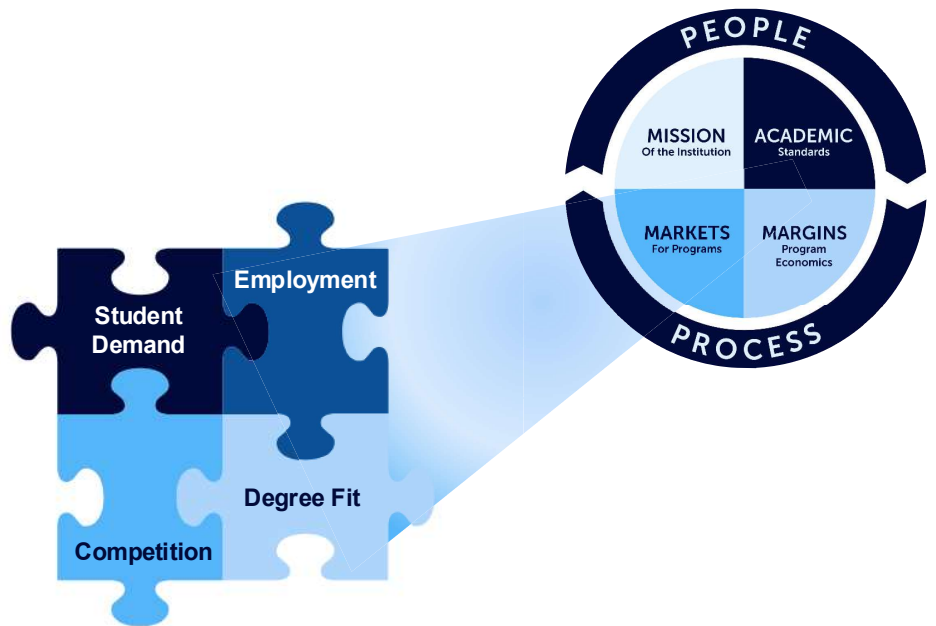 PEOPLE
MISSION
Of the Institution
ACADEMIC
Standards
MARKETS
For Programs
MARGINS
Program
Economics
PROCESS
Student
Demand
Employment
Competition
Degree Fit